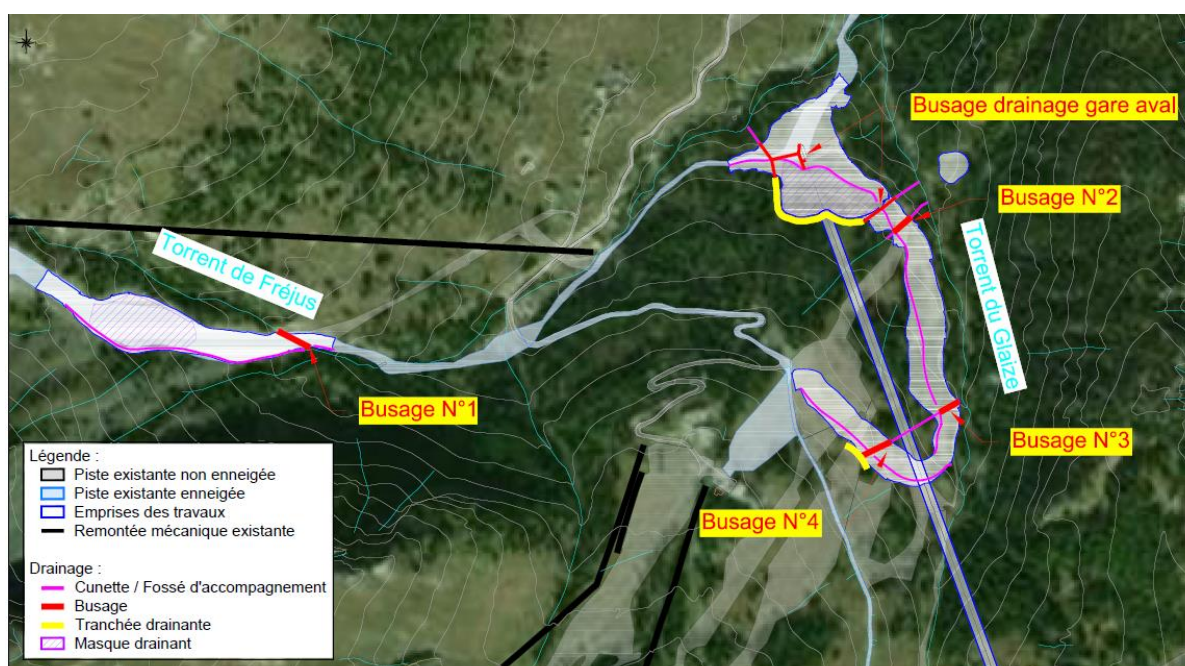 Busage drainage gare aval
Busage N°2
Torrent de Fréjus
Torrent du Glaize
Busage N°1
Busage N°3
Busage N°4
Légende :
Piste existante non enneigée
Piste existante enneigée
Emprises des travaux
Remontée mécanique existante
Drainage :
Cunette / Fossé d'accompagnement
Busage
Tranchée drainante
Masque drainant